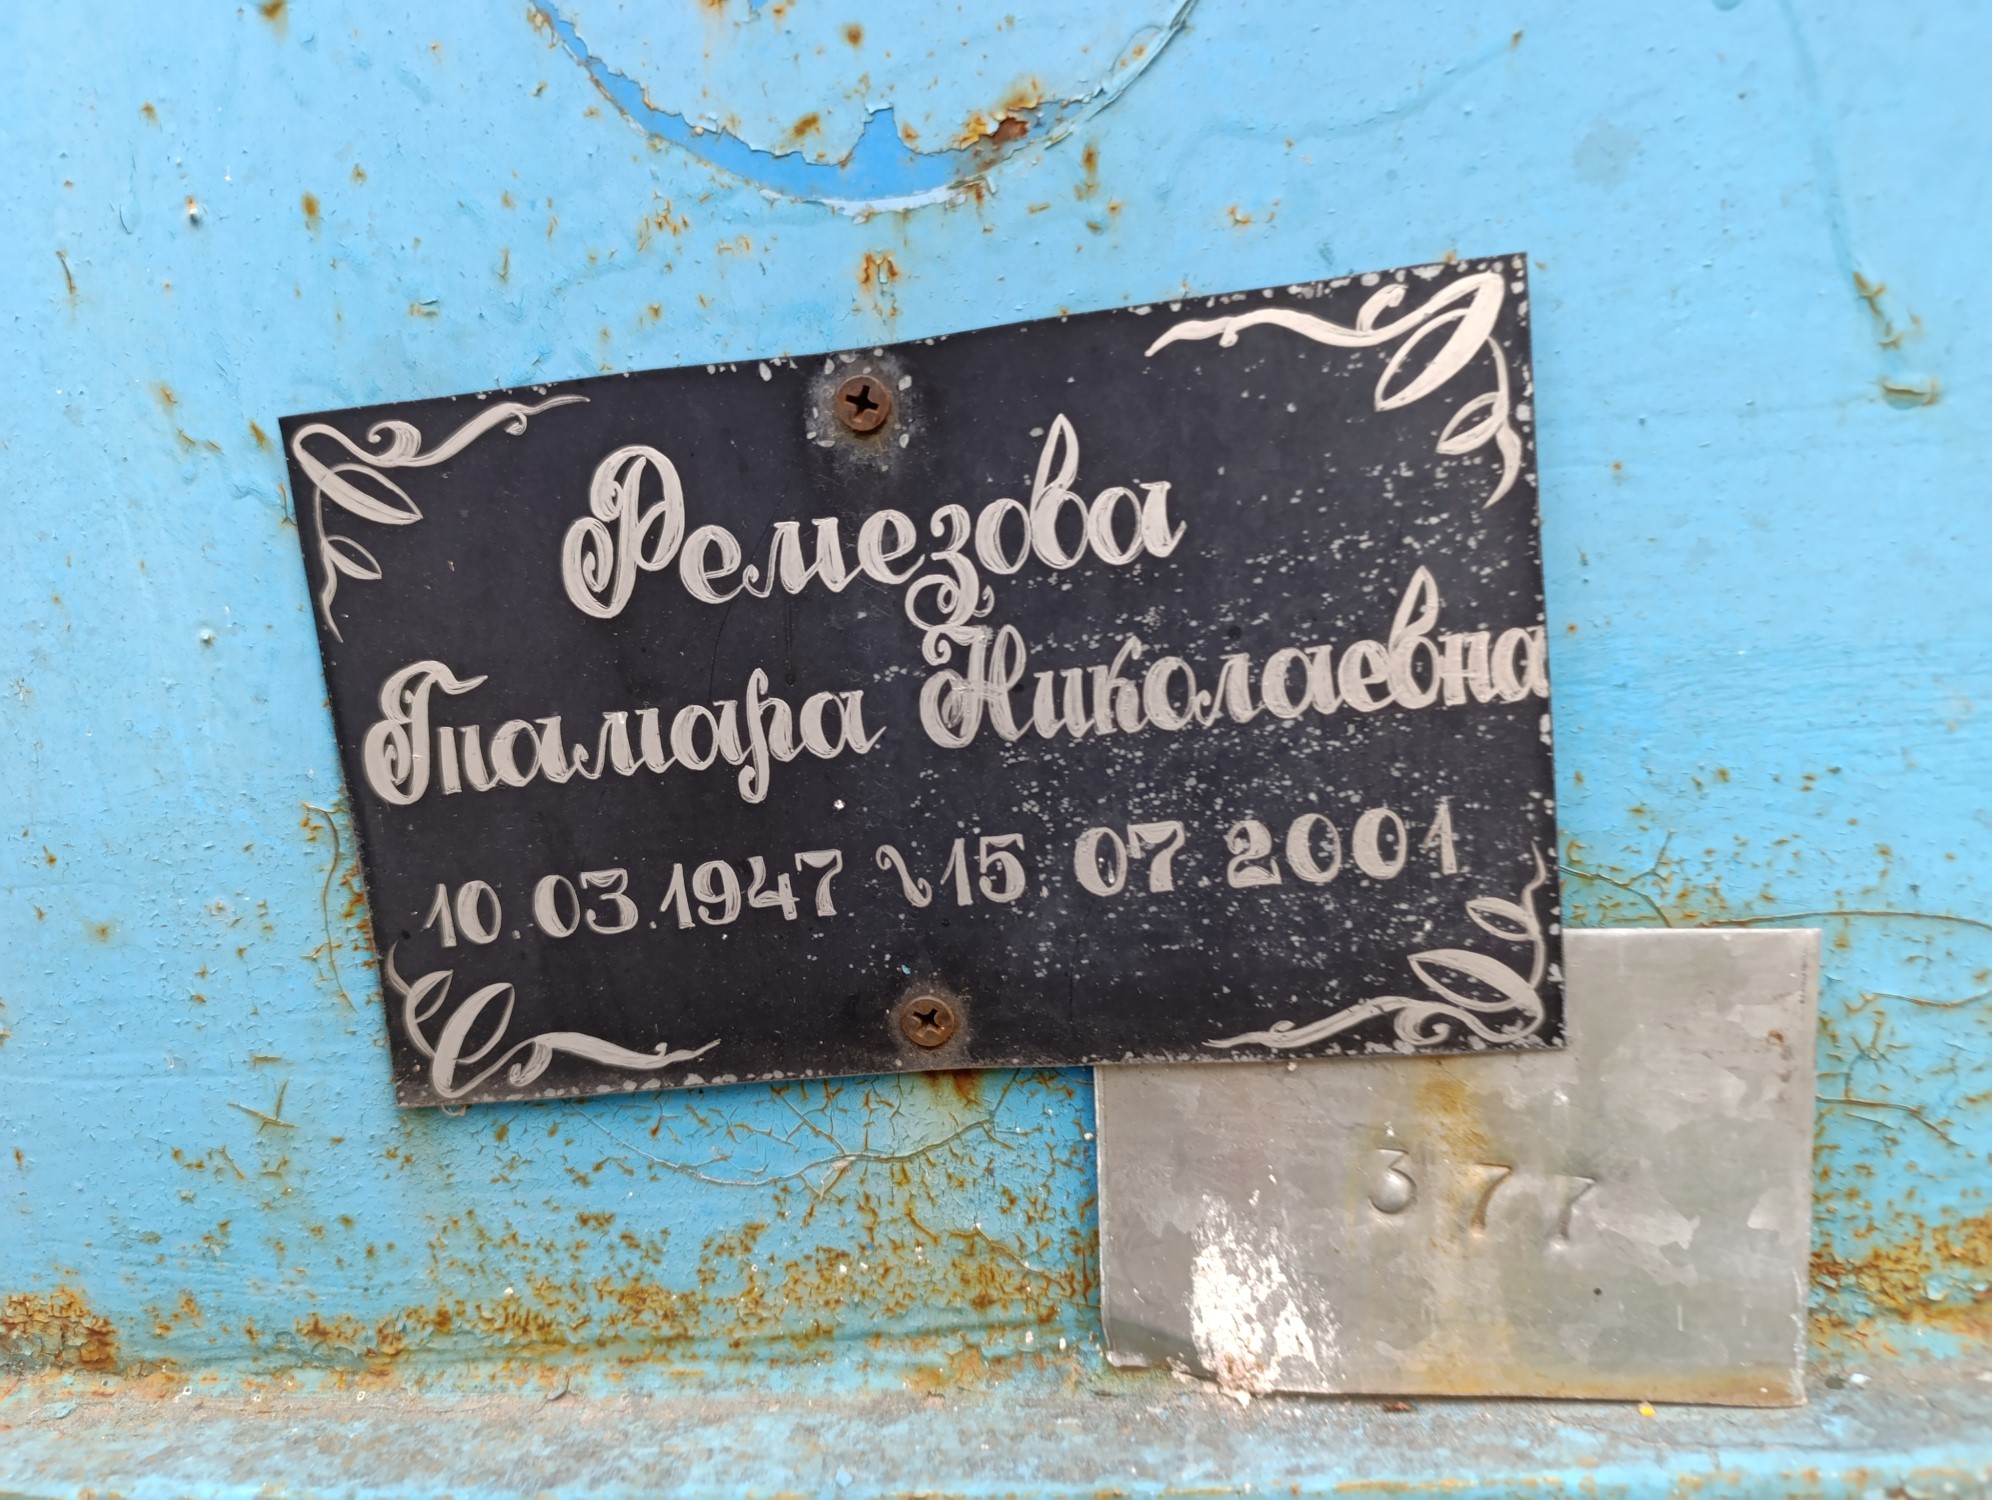 Ремезова
Тамара Николаевна
10.03.1947 ~ 15.07.2001
377